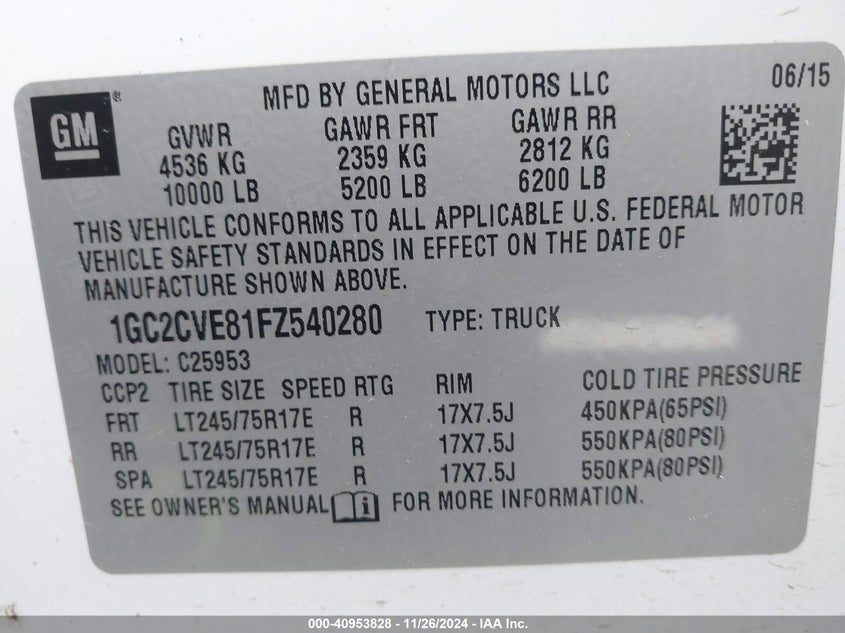 GM ®
MFD BY GENERAL MOTORS LLC 06/15
GVWR GAWR FRT GAWR RR
4536 KG 2359 KG 2812 KG
10000 LB 5200 LB 6200 LB
THIS VEHICLE CONFORMS TO ALL APPLICABLE U.S. FEDERAL MOTOR
VEHICLE SAFETY STANDARDS IN EFFECT ON THE DATE OF
MANUFACTURE SHOWN ABOVE.
1GC2CVE81FZ540280 TYPE: TRUCK
MODEL: C25953
CCP2 TIRE SIZE SPEED RTG RIM COLD TIRE PRESSURE
FRT LT245/75R17E R 17X7.5J 450KPA(65PSI)
RR LT245/75R17E R 17X7.5J 550KPA(80PSI)
SPA LT245/75R17E R 17X7.5J 550KPA(80PSI)
SEE OWNER'S MANUAL i FOR MORE INFORMATION.
000-40953828 - 11/26/2024 - IAA Inc.